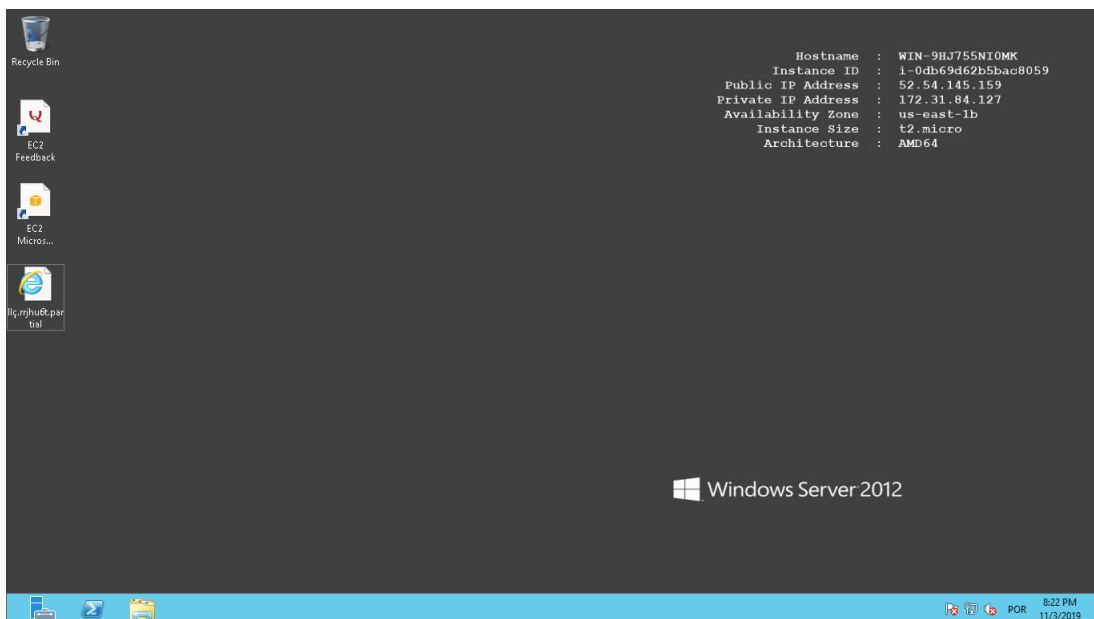 Recycle Bin
Hostname : WIN-9HJ755NI0MK
Instance ID : i-0db69d62b5bac8059
Public IP Address : 52.54.145.159
Private IP Address : 172.31.84.127
Availability Zone : us-east-1b
Instance Size : t2.micro
Architecture : AMD64
EC2
Feedback
EC2
Micros...
llç.rrjhu6t.par
tial
Windows Server 2012
POR
8:22 PM
11/3/2019